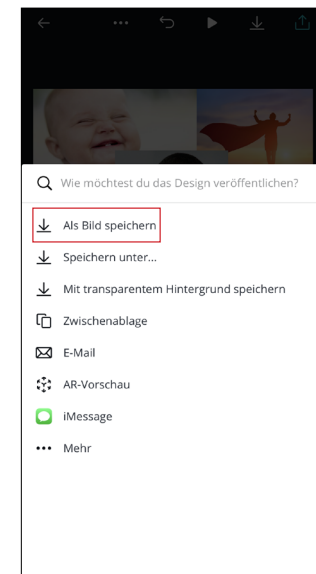 Wie möchtest du das Design veröffentlichen?
Als Bild speichern
Speichern unter...
Mit transparentem Hintergrund speichern
Zwischenablage
E-Mail
AR-Vorschau
iMessage
Mehr